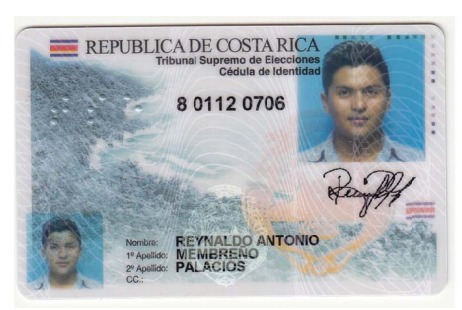 REPUBLICA DE COSTA RICA
Tribunal Supremo de Elecciones
Cédula de Identidad
8 0112 0706
Nombre: REYNALDO ANTONIO
1º Apellido: MEMBREÑO
2º Apellido: PALACIOS
CC.: